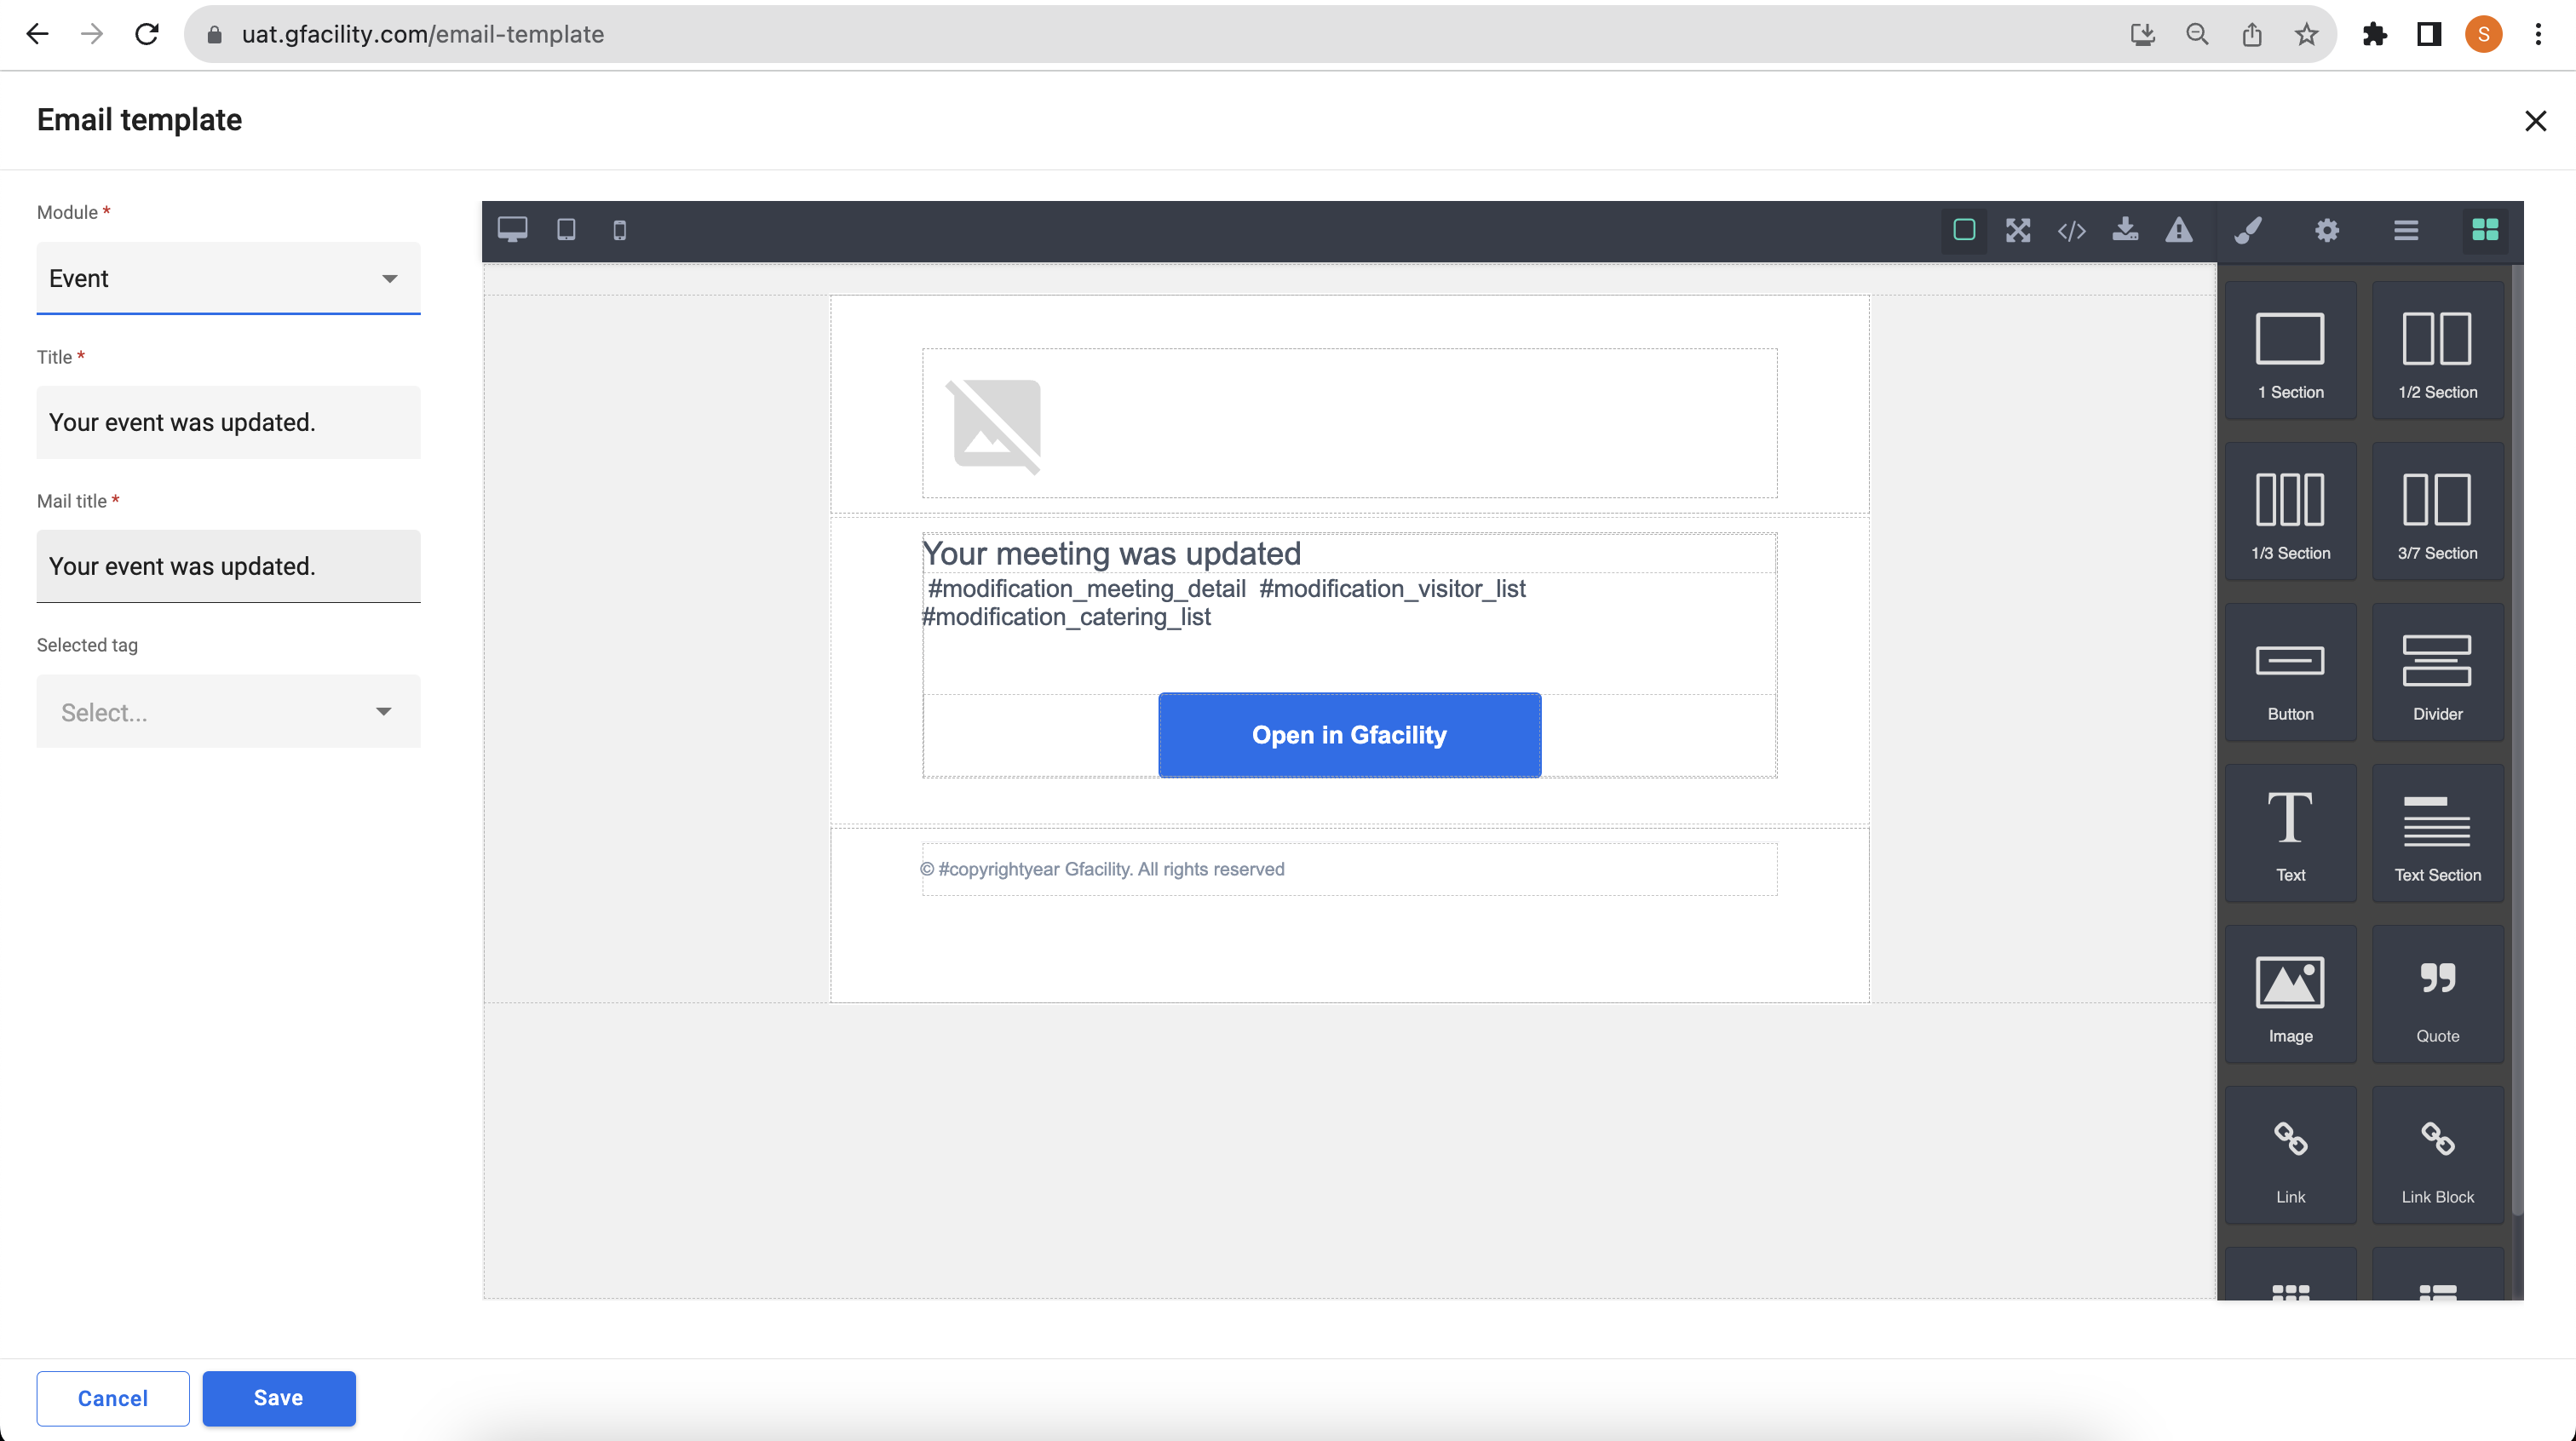 uat.gfacility.com/email-template
S
Email template
Module *
Event
Title *
Your event was updated.
Mail title *
Your event was updated.
Selected tag
Select...
Your meeting was updated
#modification_meeting_detail #modification_visitor_list
#modification_catering_list
Open in Gfacility
© #copyrightyear Gfacility. All rights reserved
1 Section
1/2 Section
1/3 Section
3/7 Section
Button
Divider
Text
Text Section
Image
Quote
Link
Link Block
Cancel
Save